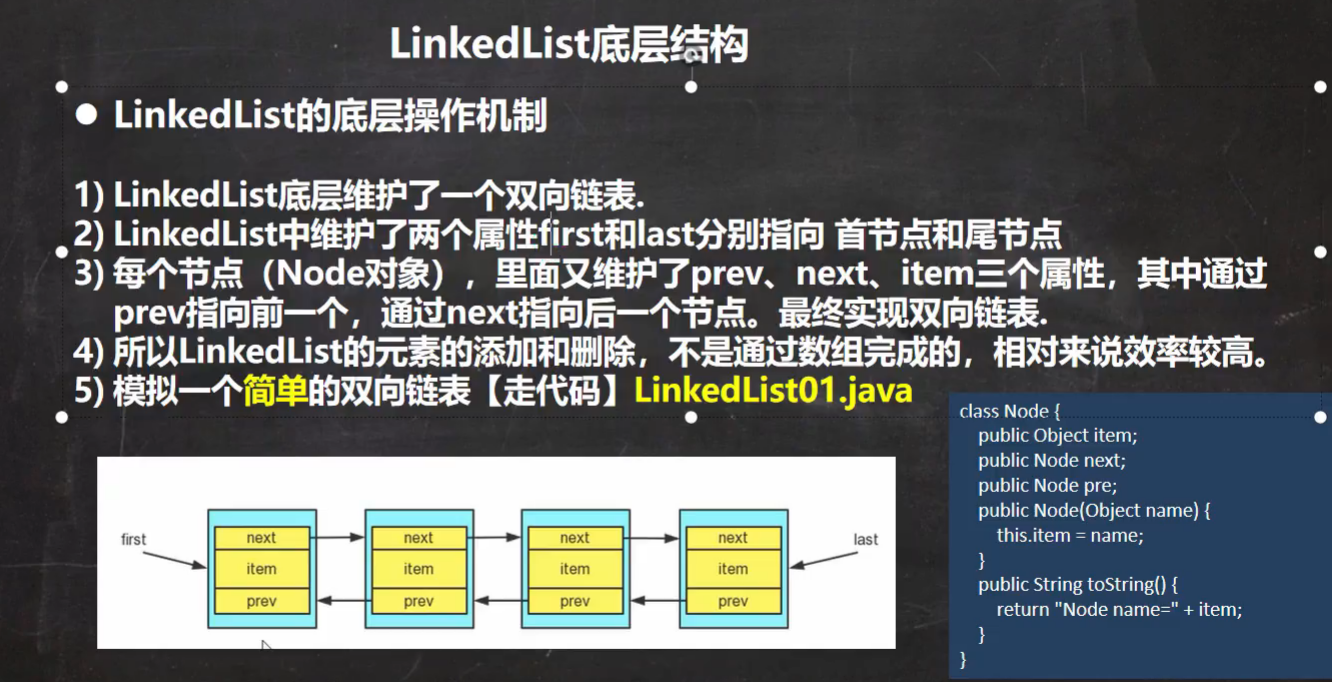 LinkedList底层结构
● LinkedList的底层操作机制
1) LinkedList底层维护了一个双向链表.
2) LinkedList中维护了两个属性first和last分别指向 首节点和尾节点
3) 每个节点（Node对象），里面又维护了prev、next、item三个属性，其中通过
prev指向前一个，通过next指向后一个节点。最终实现双向链表.
4) 所以LinkedList的元素的添加和删除，不是通过数组完成的，相对来说效率较高。
5) 模拟一个简单的双向链表【走代码】LinkedList01.java
class Node {
public Object item;
public Node next;
public Node pre;
public Node(Object name) {
this.item = name;
}
public String toString() {
return "Node name=" + item;
}
}
first
next
item
prev
next
item
prev
next
item
prev
next
item
prev
last